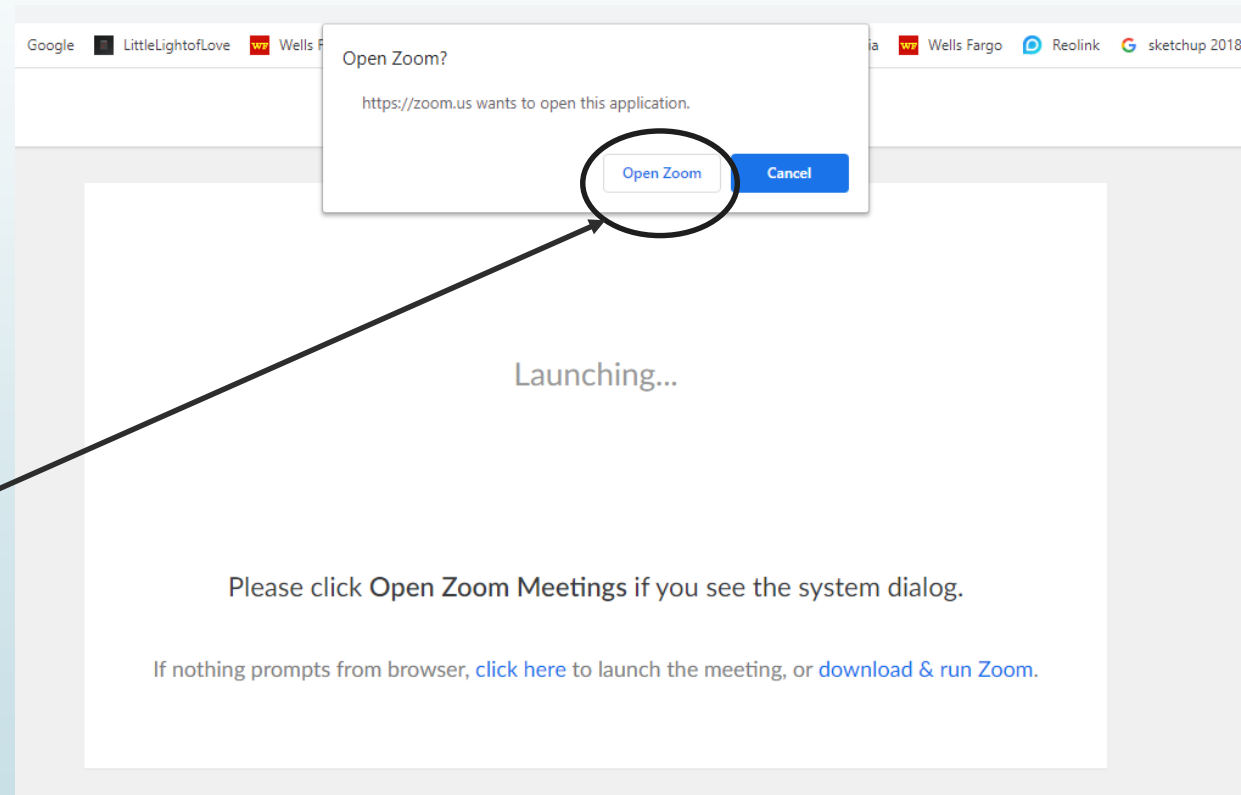 Google LittleLightofLove WF Wells ia WF Wells Fargo Reolink G sketchup 2018
Open Zoom?
https://zoom.us wants to open this application.
Open Zoom Cancel
Launching...
Please click Open Zoom Meetings if you see the system dialog.
If nothing prompts from browser, click here to launch the meeting, or download & run Zoom.